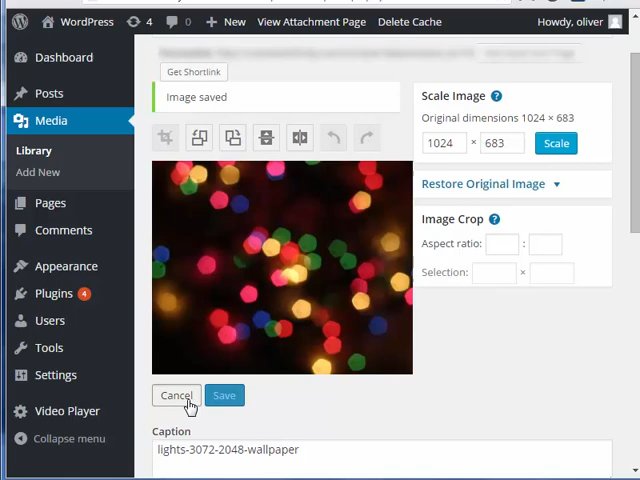 WordPress 4 0 + New View Attachment Page Delete Cache Howdy, oliver
Dashboard
Posts
Media
Library
Add New
Pages
Comments
Appearance
Plugins 4
Users
Tools
Settings
Video Player
Collapse menu
Get Shortlink
Image saved
Scale Image ?
Original dimensions 1024 × 683
1024 × 683 Scale
Restore Original Image
Image Crop ?
Aspect ratio: :
Selection: ×
Cancel Save
Caption
lights-3072-2048-wallpaper